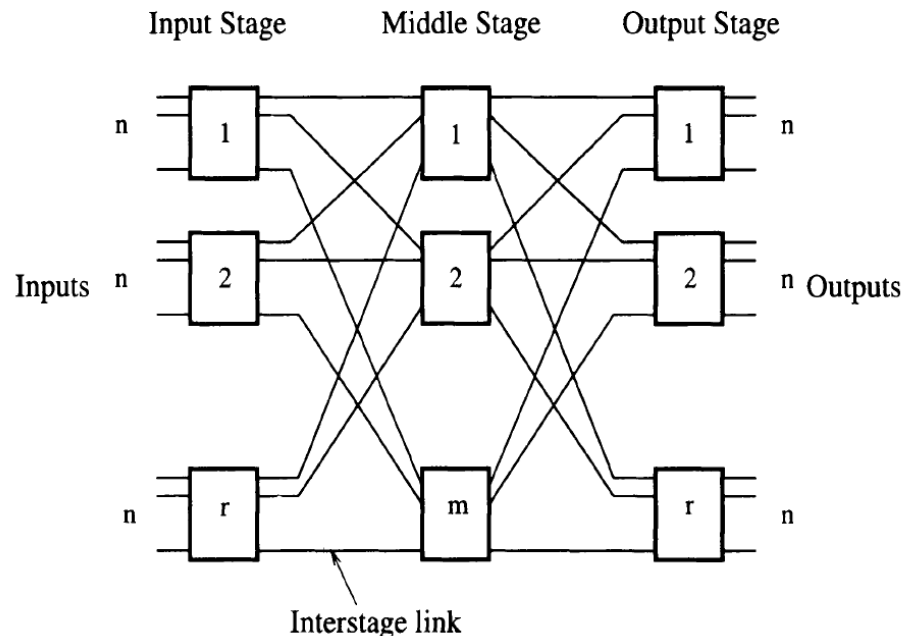 Input Stage Middle Stage Output Stage
n 1 1 1 n
Inputs n 2 2 2 n Outputs
n r m r n
Interstage link